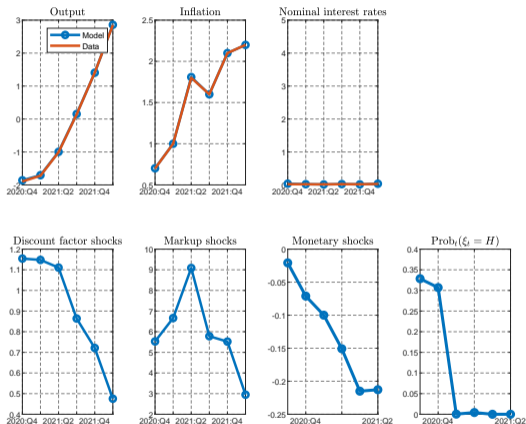 Output
Inflation
Nominal interest rates
3
2
1
0
-1
-2
Model
Data
2020:Q4
2021:Q2
2021:Q4
2.5
2
1.5
1
0.5
2020:Q4
2021:Q2
2021:Q4
5
4
3
2
1
0
2020:Q4
2021:Q2
2021:Q4
Discount factor shocks
Markup shocks
Monetary shocks
Prob_t(ξ_t = H)
1.2
1.1
1
0.9
0.8
0.7
0.6
0.5
0.4
2020:Q4
2021:Q2
2021:Q4
10
9
8
7
6
5
4
3
2
2020:Q4
2021:Q2
2021:Q4
0
-0.05
-0.1
-0.15
-0.2
-0.25
2020:Q4
2021:Q2
0.4
0.35
0.3
0.25
0.2
0.15
0.1
0.05
0
2020:Q4
2021:Q2